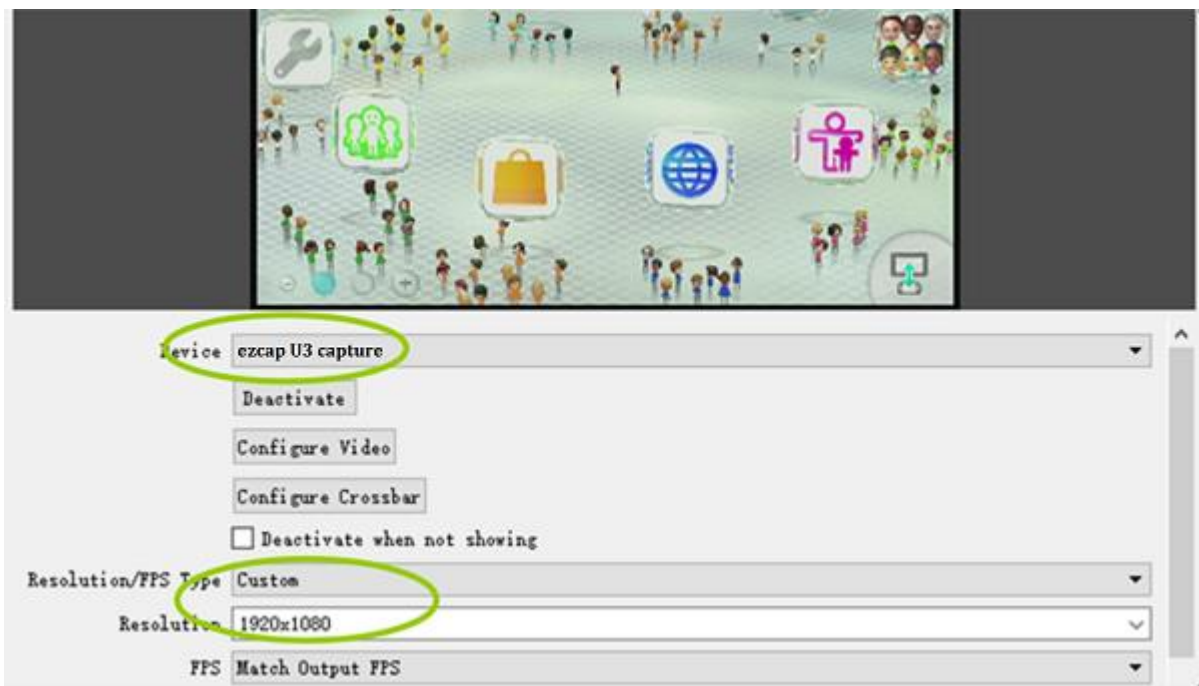 Device ezcap U3 capture
Deactivate
Configure Video
Configure Crossbar
Deactivate when not showing
Resolution/FPS Type Custom
Resolution 1920x1080
FPS Match Output FPS